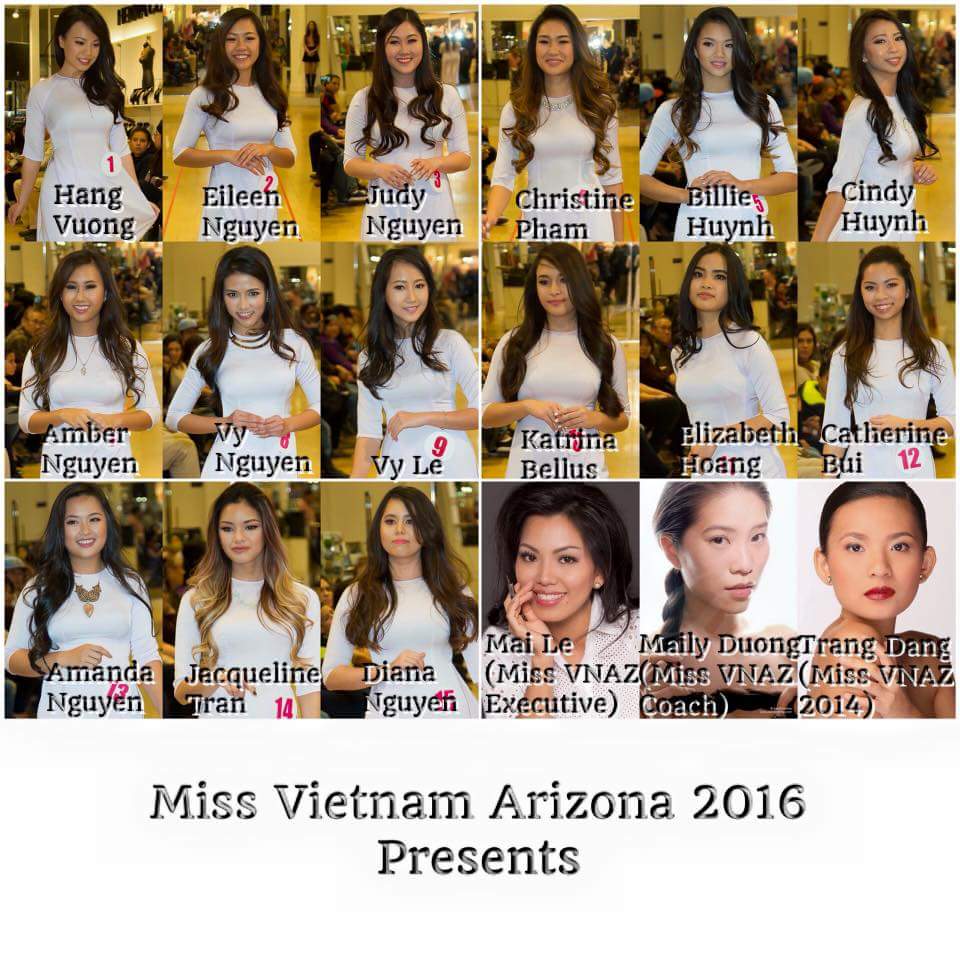 1
Hang
Vuong
2
Eileen
Nguyen
3
Judy
Nguyen
Christine
Pham
5
Billie
Huynh
Cindy
Huynh
Amber
Nguyen
Vy
8
Nguyen
9
Vy Le
Katrina
Bellus
Elizabeth
Hoang
Catherine
Bui
12
Amanda
13
Nguyen
Jacqueline
Tran
14
Diana
15
Nguyen
Mai Le
(Miss VNAZ
Executive)
Maily Duong
(Miss VNAZ
Coach)
Trang Dang
(Miss VNAZ
2014)
Miss Vietnam Arizona 2016
Presents